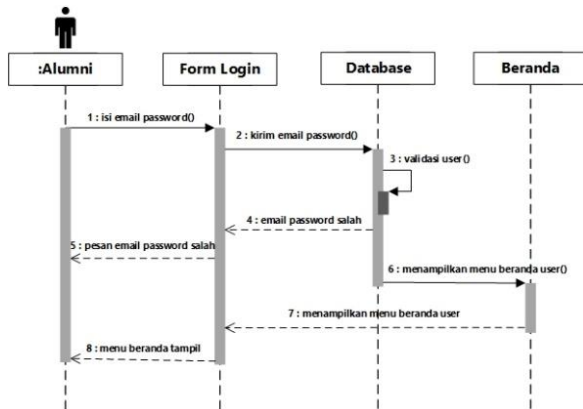 :Alumni
Form Login
Database
Beranda
1 : isi email password()
2 : kirim email password()
3 : validasi user()
4 : email password salah
5 : pesan email password salah
6 : menampilkan menu beranda user()
7 : menampilkan menu beranda user
8 : menu beranda tampil